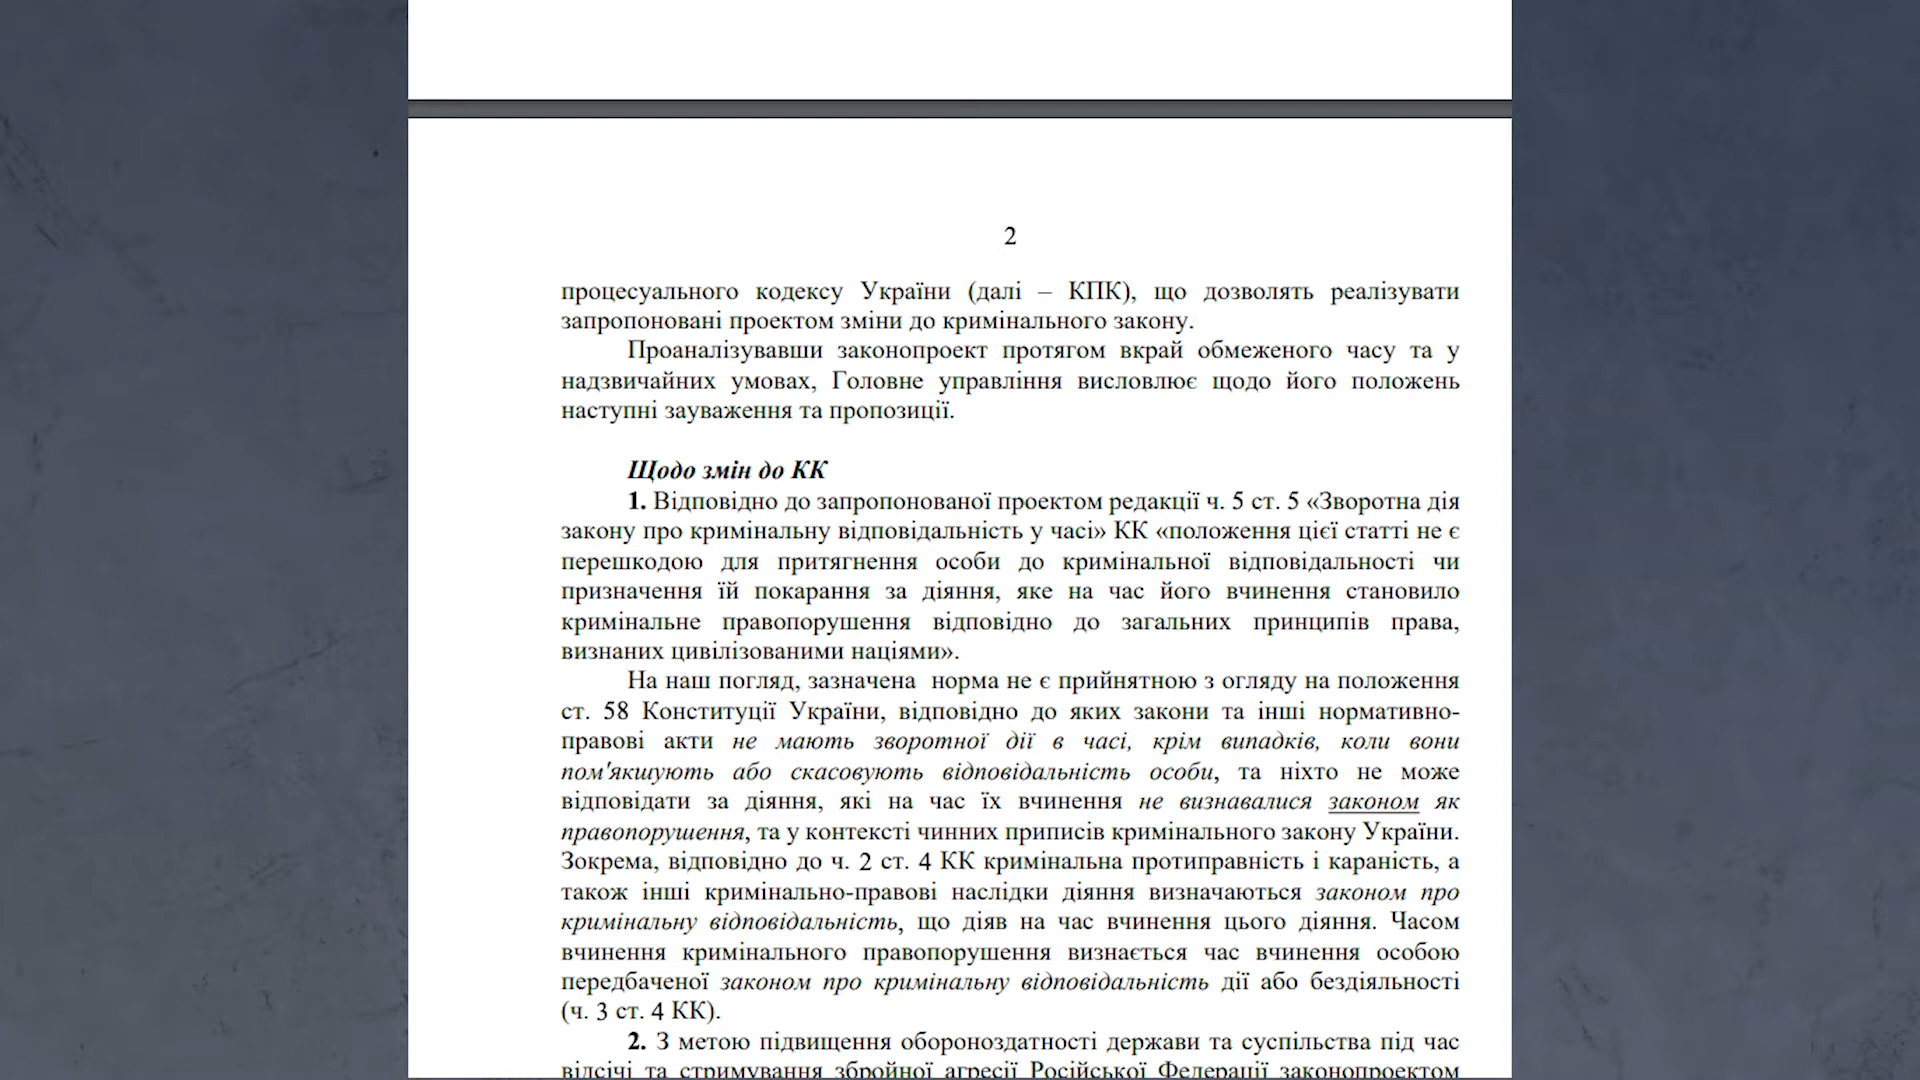 2
процесуального кодексу України (далі – КПК), що дозволять реалізувати
запропоновані проектом зміни до кримінального закону.
Проаналізувавши законопроект протягом вкрай обмеженого часу та у
надзвичайних умовах, Головне управління висловлює щодо його положень
наступні зауваження та пропозиції.
Щодо змін до КК
1. Відповідно до запропонованої проектом редакції ч. 5 ст. 5 «Зворотна дія
закону про кримінальну відповідальність у часі» КК «положення цієї статті не є
перешкодою для притягнення особи до кримінальної відповідальності чи
призначення їй покарання за діяння, яке на час його вчинення становило
кримінальне правопорушення відповідно до загальних принципів права,
визнаних цивілізованими націями».
На наш погляд, зазначена норма не є прийнятною з огляду на положення
ст. 58 Конституції України, відповідно до яких закони та інші нормативно-
правові акти не мають зворотної дії в часі, крім випадків, коли вони
пом'якшують або скасовують відповідальність особи, та ніхто не може
відповідати за діяння, які на час їх вчинення не визнавалися законом як
правопорушення, та у контексті чинних приписів кримінального закону України.
Зокрема, відповідно до ч. 2 ст. 4 КК кримінальна протиправність і караність, а
також інші кримінально-правові наслідки діяння визначаються законом про
кримінальну відповідальність, що діяв на час вчинення цього діяння. Часом
вчинення кримінального правопорушення визнається час вчинення особою
передбаченої законом про кримінальну відповідальність дії або бездіяльності
(ч. 3 ст. 4 КК).
2. З метою підвищення обороноздатності держави та суспільства під час
відсічі та стримування збройної агресії Російської Федерації законопроектом